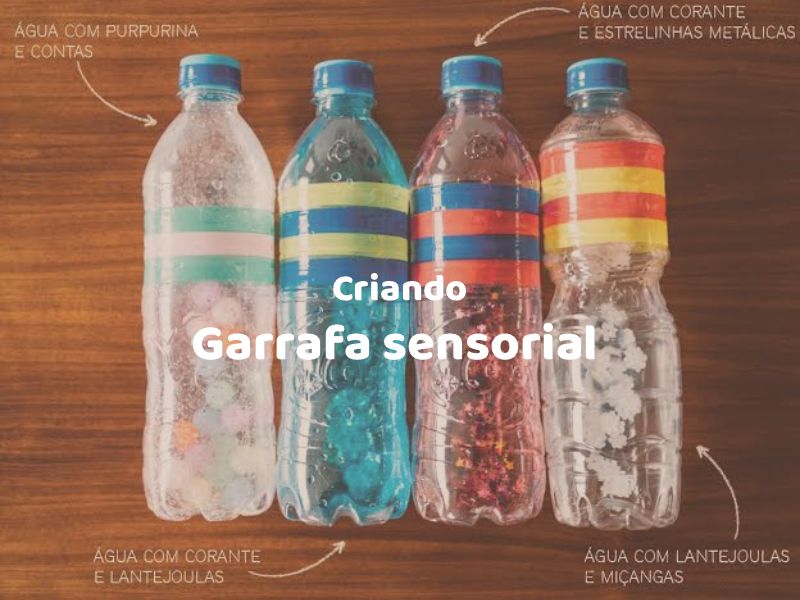 ÁGUA COM PURPURINA
E CONTAS
ÁGUA COM CORANTE
E ESTRELINHAS METÁLICAS
Criando
Garrafa sensorial
ÁGUA COM CORANTE
E LANTEJOULAS
ÁGUA COM LANTEJOULAS
E MIÇANGAS